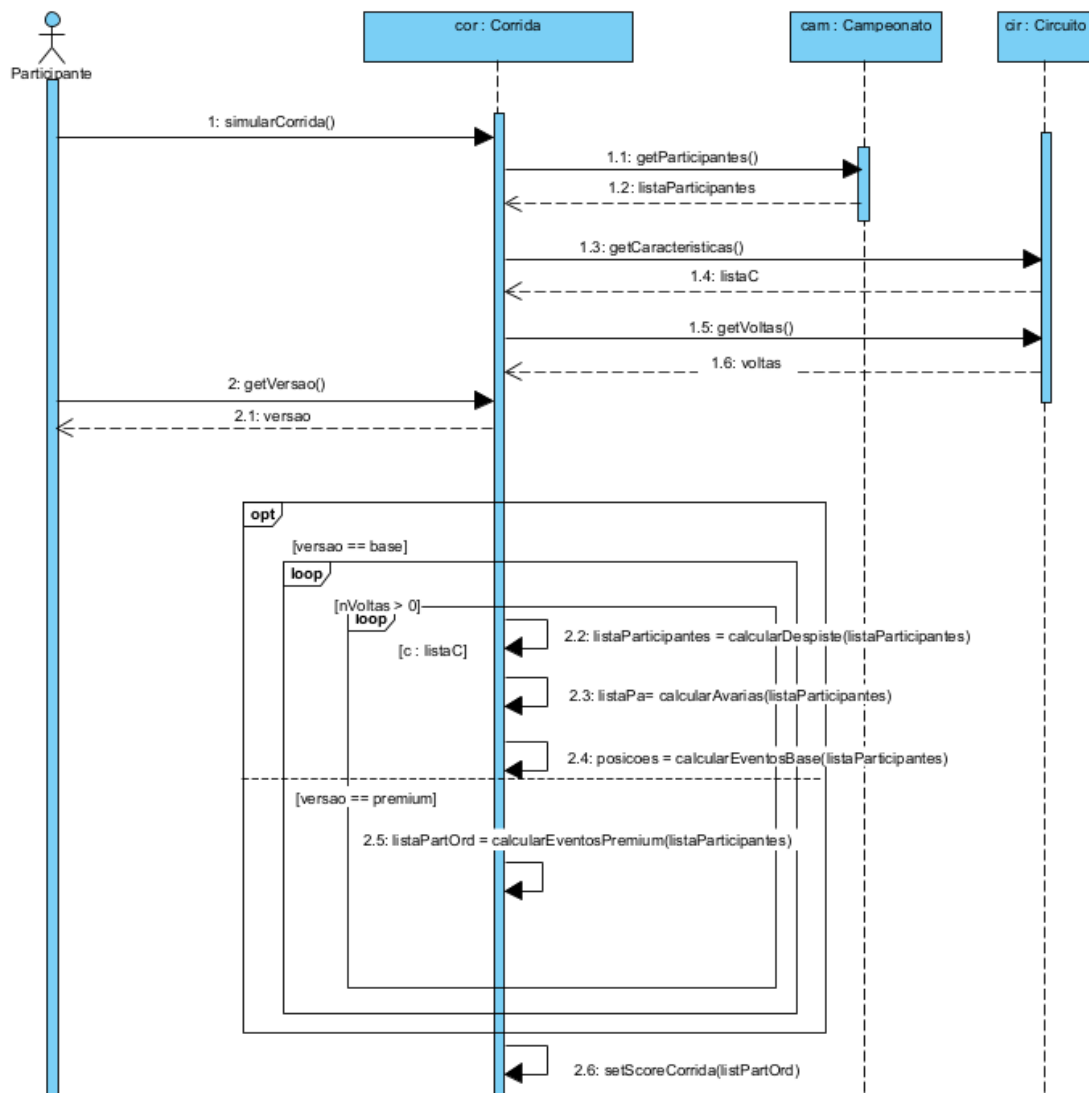 cor : Corrida
cam : Campeonato
cir : Circuito
Participante
1: simularCorrida()
1.1: getParticipantes()
1.2: listaParticipantes
1.3: getCaracteristicas()
1.4: listaC
1.5: getVoltas()
1.6: voltas
2: getVersao()
2.1: versao
opt
[versao == base]
loop
[nVoltas > 0]
loop
[c : listaC]
2.2: listaParticipantes = calcularDespiste(listaParticipantes)
2.3: listaPa= calcularAvarias(listaParticipantes)
2.4: posicoes = calcularEventosBase(listaParticipantes)
[versao == premium]
2.5: listaPartOrd = calcularEventosPremium(listaParticipantes)
2.6: setScoreCorrida(listPartOrd)